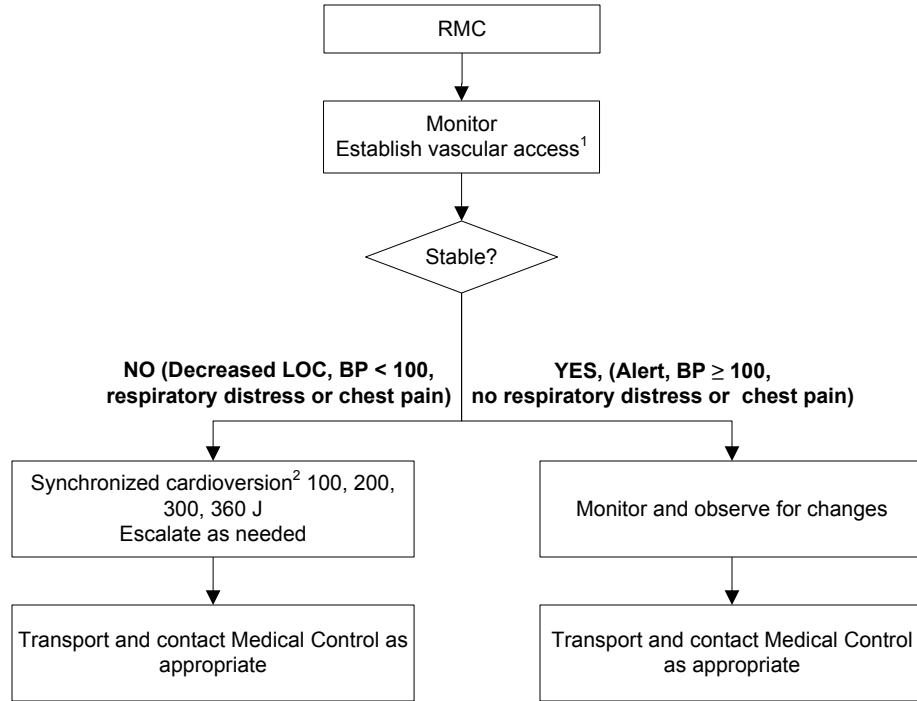 RMC
Monitor
Establish vascular access¹
Stable?
NO (Decreased LOC, BP < 100,
respiratory distress or chest pain)
YES, (Alert, BP ≥ 100,
no respiratory distress or chest pain)
Synchronized cardioversion² 100, 200,
300, 360 J
Escalate as needed
Monitor and observe for changes
Transport and contact Medical Control as
appropriate
Transport and contact Medical Control
as appropriate